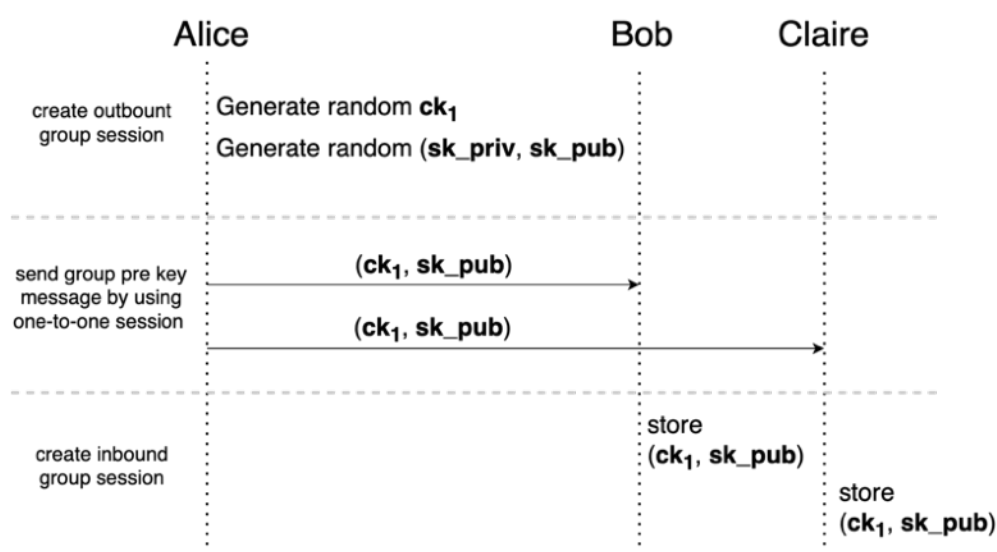 Alice
Bob
Claire
create outbount
group session
Generate random ck₁
Generate random (sk_priv, sk_pub)
send group pre key
message by using
one-to-one session
(ck₁, sk_pub)
(ck₁, sk_pub)
create inbound
group session
store
(ck₁, sk_pub)
store
(ck₁, sk_pub)